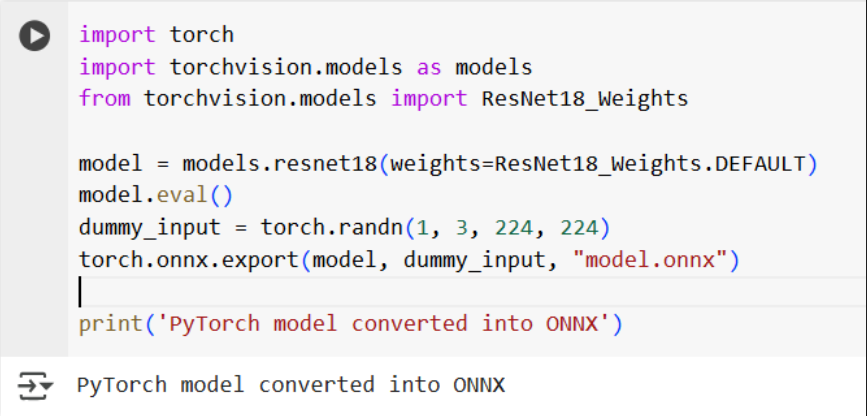 import torch
import torchvision.models as models
from torchvision.models import ResNet18_Weights
model = models.resnet18(weights=ResNet18_Weights.DEFAULT)
model.eval()
dummy_input = torch.randn(1, 3, 224, 224)
torch.onnx.export(model, dummy_input, "model.onnx")
print('PyTorch model converted into ONNX')
PyTorch model converted into ONNX